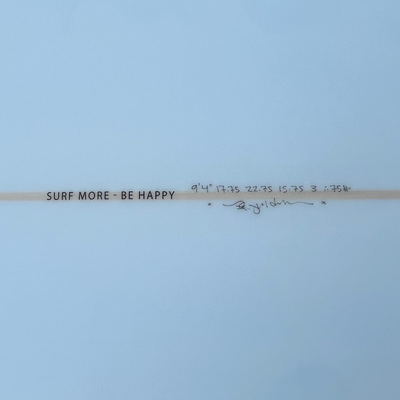 SURF MORE - BE HAPPY
9'4" 17.75 22.75 15.75 3